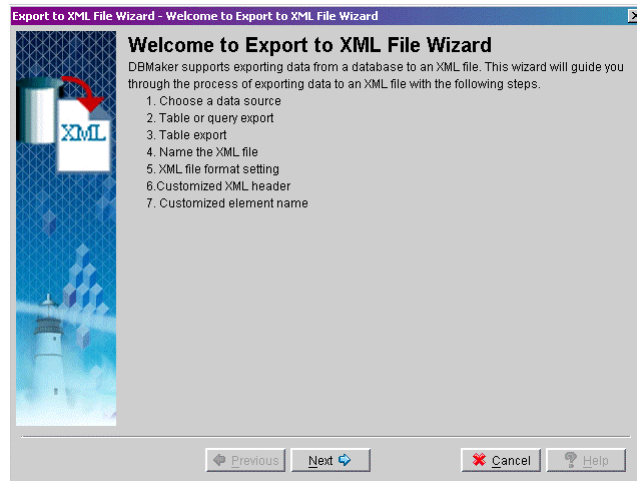 Export to XML File Wizard - Welcome to Export to XML File Wizard
Welcome to Export to XML File Wizard
DBMaker supports exporting data from a database to an XML file. This wizard will guide you
through the process of exporting data to an XML file with the following steps.
1. Choose a data source
2. Table or query export
3. Table export
4. Name the XML file
5. XML file format setting
6.Customized XML header
7. Customized element name
XML
Previous Next Cancel Help